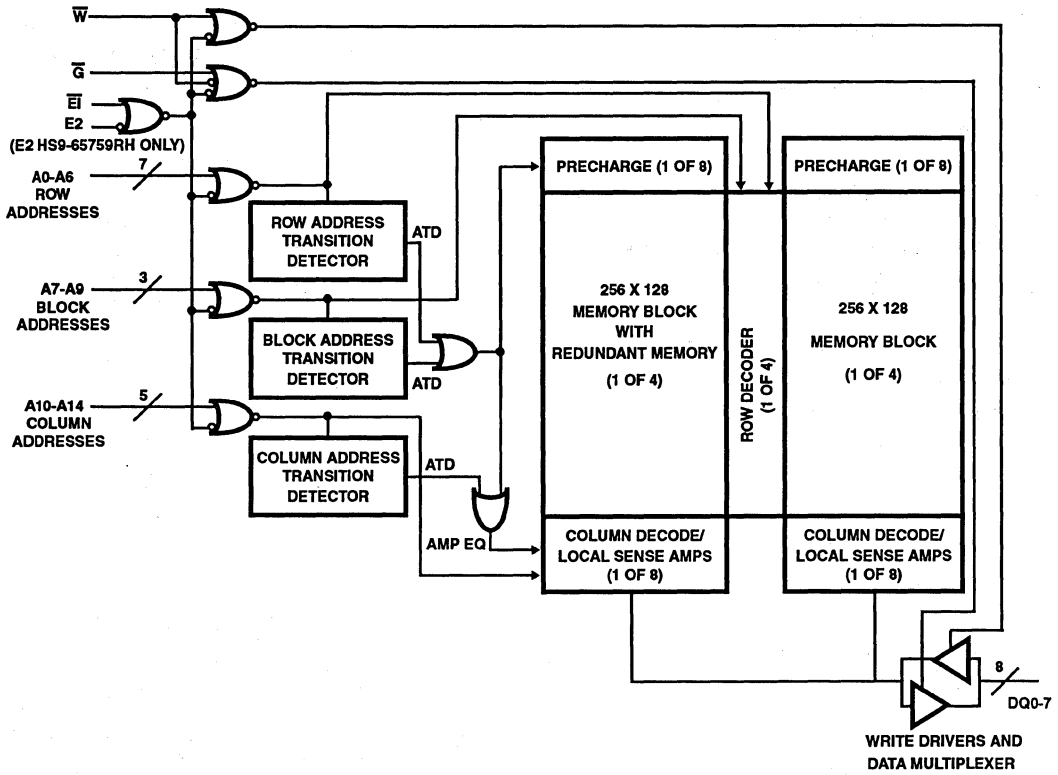 W
G
E1
E2
(E2 HS9-65759RH ONLY)
7
A0-A6
ROW
ADDRESSES
ROW ADDRESS
TRANSITION
DETECTOR
ATD
3
A7-A9
BLOCK
ADDRESSES
BLOCK ADDRESS
TRANSITION
DETECTOR
ATD
5
A10-A14
COLUMN
ADDRESSES
COLUMN ADDRESS
TRANSITION
DETECTOR
ATD
AMP EQ
PRECHARGE (1 OF 8)
256 X 128
MEMORY BLOCK
WITH
REDUNDANT MEMORY
(1 OF 4)
COLUMN DECODE/
LOCAL SENSE AMPS
(1 OF 8)
ROW DECODER
(1 OF 4)
PRECHARGE (1 OF 8)
256 X 128
MEMORY BLOCK
(1 OF 4)
COLUMN DECODE/
LOCAL SENSE AMPS
(1 OF 8)
8
DQ0-7
WRITE DRIVERS AND
DATA MULTIPLEXER